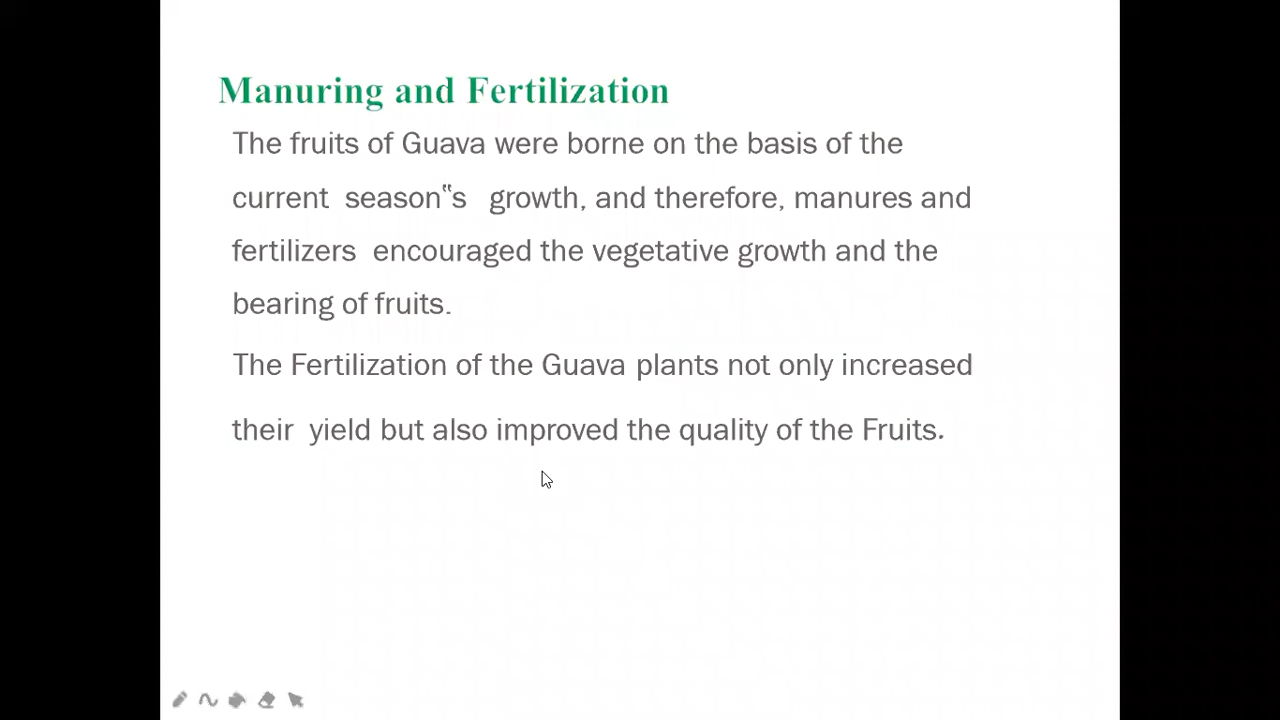 Manuring and Fertilization
The fruits of Guava were borne on the basis of the
current season‟s growth, and therefore, manures and
fertilizers encouraged the vegetative growth and the
bearing of fruits.
The Fertilization of the Guava plants not only increased
their yield but also improved the quality of the Fruits.